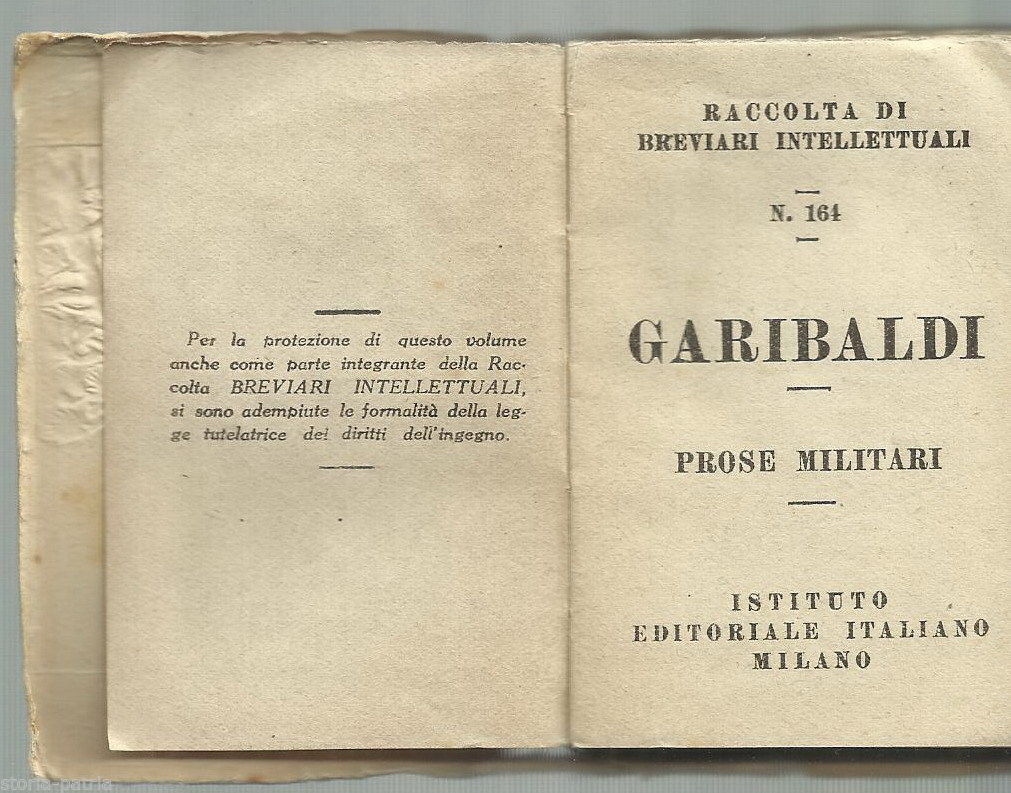 Per la protezione di questo volume
anche come parte integrante della Rac-
colta BREVIARI INTELLETTUALI,
si sono adempiute le formalità della leg-
ge tutelatrice dei diritti dell'ingegno.
RACCOLTA DI
BREVIARI INTELLETTUALI
N. 164
GARIBALDI
PROSE MILITARI
ISTITUTO
EDITORIALE ITALIANO
MILANO
storia-patria